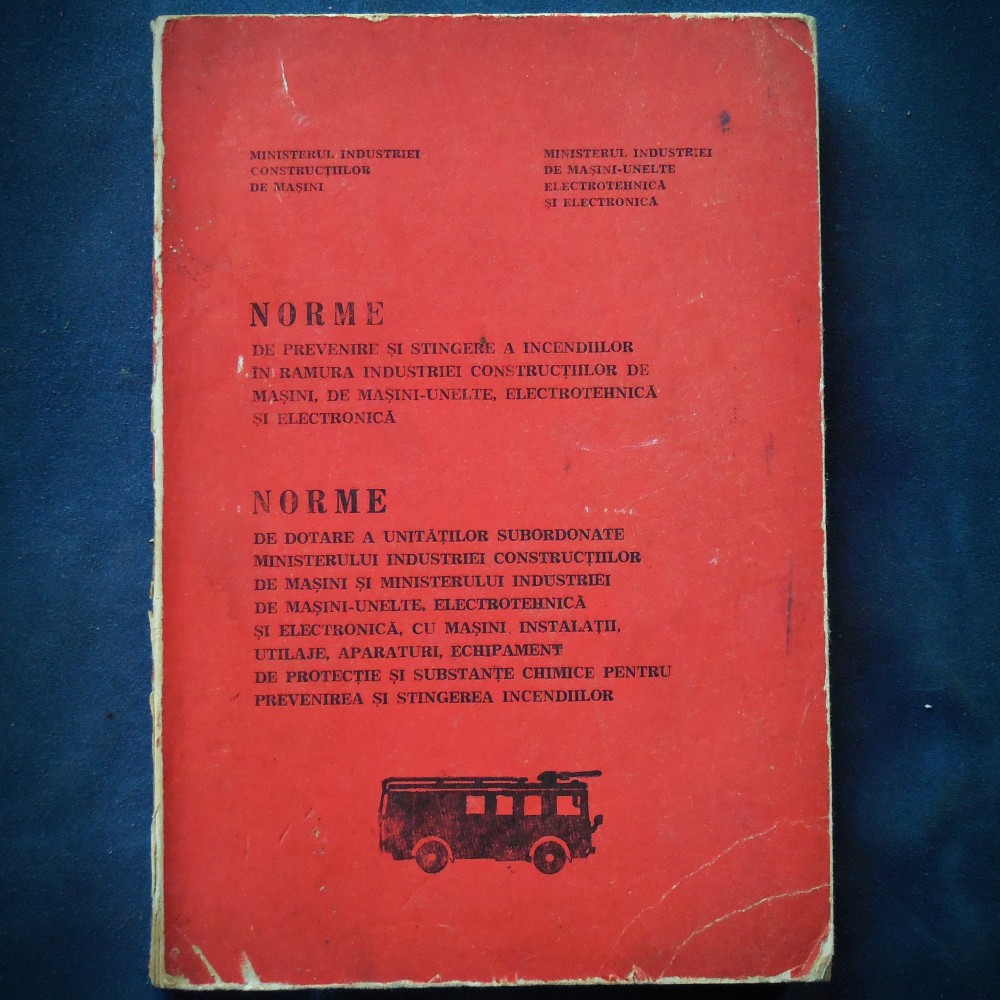 MINISTERUL INDUSTRIEI
CONSTRUCȚIILOR
DE MAȘINI
MINISTERUL INDUSTRIEI
DE MAȘINI-UNELTE
ELECTROTEHNICĂ
ȘI ELECTRONICĂ
NORME
DE PREVENIRE ȘI STINGERE A INCENDIILOR
ÎN RAMURA INDUSTRIEI CONSTRUCȚIILOR DE
MAȘINI, DE MAȘINI-UNELTE, ELECTROTEHNICĂ
ȘI ELECTRONICĂ
NORME
DE DOTARE A UNITĂȚILOR SUBORDONATE
MINISTERULUI INDUSTRIEI CONSTRUCȚIILOR
DE MAȘINI ȘI MINISTERULUI INDUSTRIEI
DE MAȘINI-UNELTE, ELECTROTEHNICĂ
ȘI ELECTRONICĂ, CU MAȘINI, INSTALAȚII,
UTILAJE, APARATURI, ECHIPAMENT
DE PROTECȚIE ȘI SUBSTANȚE CHIMICE PENTRU
PREVENIREA ȘI STINGEREA INCENDIILOR